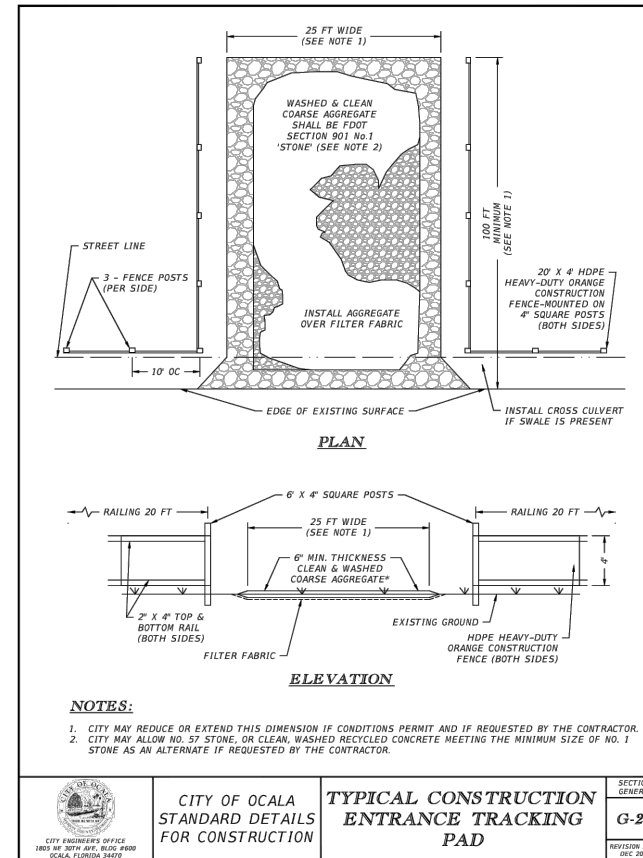 25 FT WIDE
(SEE NOTE 1)
WASHED & CLEAN
COARSE AGGREGATE
SHALL BE FDOT
SECTION 901 No.1
'STONE' (SEE NOTE 2)
100 FT
MINIMUM
(SEE NOTE 1)
STREET LINE
3 - FENCE POSTS
(PER SIDE)
20' X 4' HDPE
HEAVY-DUTY ORANGE
CONSTRUCTION
FENCE-MOUNTED ON
4" SQUARE POSTS
(BOTH SIDES)
INSTALL AGGREGATE
OVER FILTER FABRIC
10' OC
EDGE OF EXISTING SURFACE
INSTALL CROSS CULVERT
IF SWALE IS PRESENT
PLAN
6' X 4" SQUARE POSTS
RAILING 20 FT
25 FT WIDE
(SEE NOTE 1)
RAILING 20 FT
6" MIN. THICKNESS
CLEAN & WASHED
COARSE AGGREGATE*
4"
2" X 4" TOP &
BOTTOM RAIL
(BOTH SIDES)
FILTER FABRIC
EXISTING GROUND
HDPE HEAVY-DUTY
ORANGE CONSTRUCTION
FENCE (BOTH SIDES)
ELEVATION
NOTES:
1. CITY MAY REDUCE OR EXTEND THIS DIMENSION IF CONDITIONS PERMIT AND IF REQUESTED BY THE CONTRACTOR.
2. CITY MAY ALLOW NO. 57 STONE, OR CLEAN, WASHED RECYCLED CONCRETE MEETING THE MINIMUM SIZE OF NO. 1
STONE AS AN ALTERNATE IF REQUESTED BY THE CONTRACTOR.
CITY OF OCALA
CITY ENGINEER'S OFFICE
1805 NE 30TH AVE, BLDG #600
OCALA, FLORIDA 34470
CITY OF OCALA
STANDARD DETAILS
FOR CONSTRUCTION
TYPICAL CONSTRUCTION
ENTRANCE TRACKING
PAD
SECTIO
GENER
G-2
REVISION
DEC 20